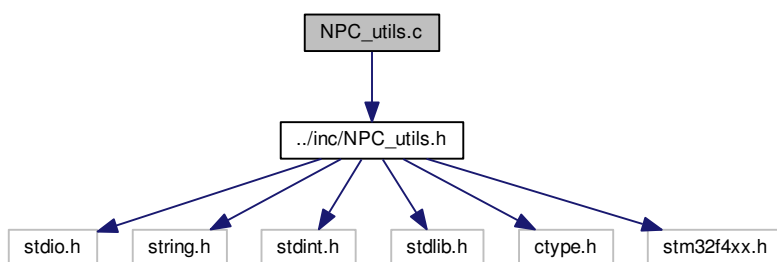 NPC_utils.c
../inc/NPC_utils.h
stdio.h
string.h
stdint.h
stdlib.h
ctype.h
stm32f4xx.h